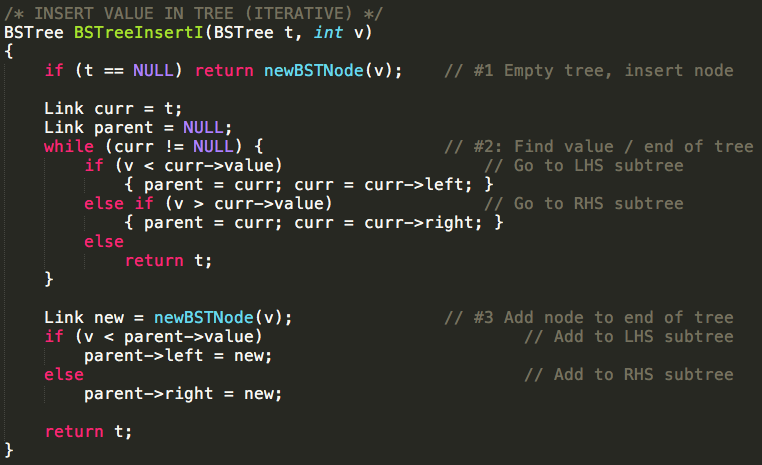 /* INSERT VALUE IN TREE (ITERATIVE) */
BSTree BSTreeInsertI(BSTree t, int v)
{
    if (t == NULL) return newBSTNode(v);    // #1 Empty tree, insert node

    Link curr = t;
    Link parent = NULL;
    while (curr != NULL) {                  // #2: Find value / end of tree
        if (v < curr->value)                    // Go to LHS subtree
            { parent = curr; curr = curr->left; }
        else if (v > curr->value)               // Go to RHS subtree
            { parent = curr; curr = curr->right; }
        else
            return t;
    }

    Link new = newBSTNode(v);               // #3 Add node to end of tree
    if (v < parent->value)                          // Add to LHS subtree
        parent->left = new;
    else                                            // Add to RHS subtree
        parent->right = new;

    return t;
}